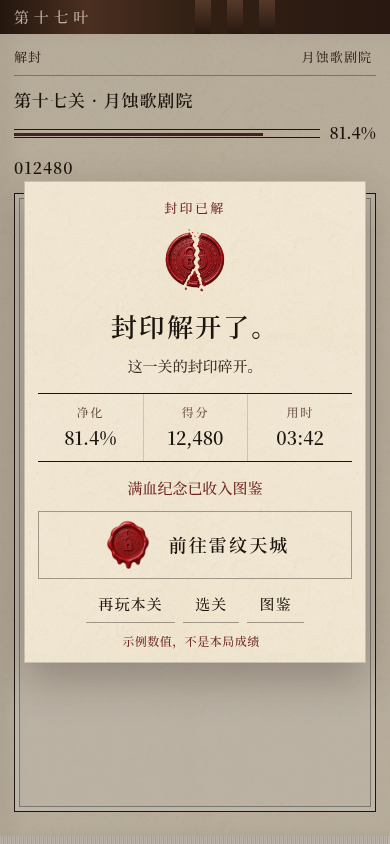 第十七叶
解封 月蚀歌剧院
第十七关 · 月蚀歌剧院
81.4%
012480
封印已解
封印解开了。
这一关的封印碎开。
净化 得分 用时
81.4% 12,480 03:42
满血纪念已收入图鉴
前往雷纹天城
再玩本关 选关 图鉴
示例数值，不是本局成绩